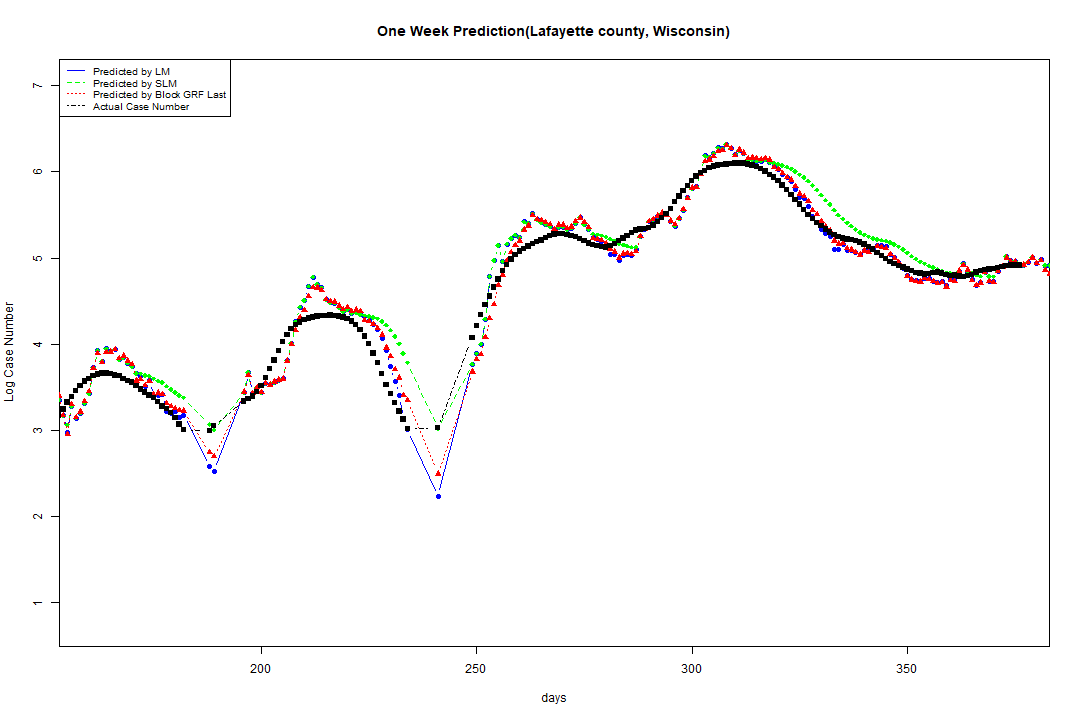 One Week Prediction(Lafayette county, Wisconsin)
Predicted by LM
Predicted by SLM
Predicted by Block GRF Last
Actual Case Number
7
6
5
4
3
2
1
Log Case Number
200
250
300
350
days